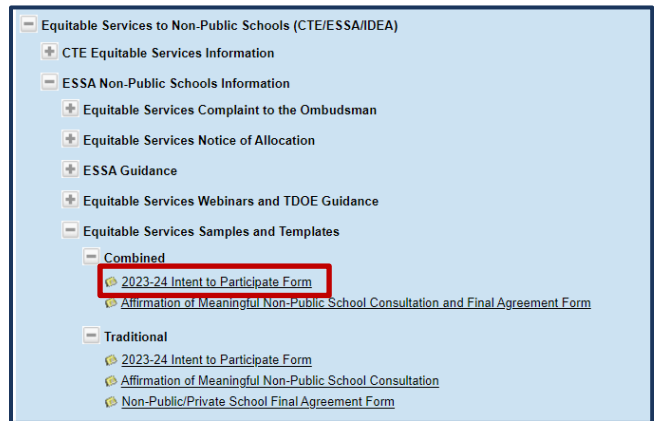 Equitable Services to Non-Public Schools (CTE/ESSA/IDEA)
CTE Equitable Services Information
ESSA Non-Public Schools Information
Equitable Services Complaint to the Ombudsman
Equitable Services Notice of Allocation
ESSA Guidance
Equitable Services Webinars and TDOE Guidance
Equitable Services Samples and Templates
Combined
2023-24 Intent to Participate Form
Affirmation of Meaningful Non-Public School Consultation and Final Agreement Form
Traditional
2023-24 Intent to Participate Form
Affirmation of Meaningful Non-Public School Consultation
Non-Public/Private School Final Agreement Form